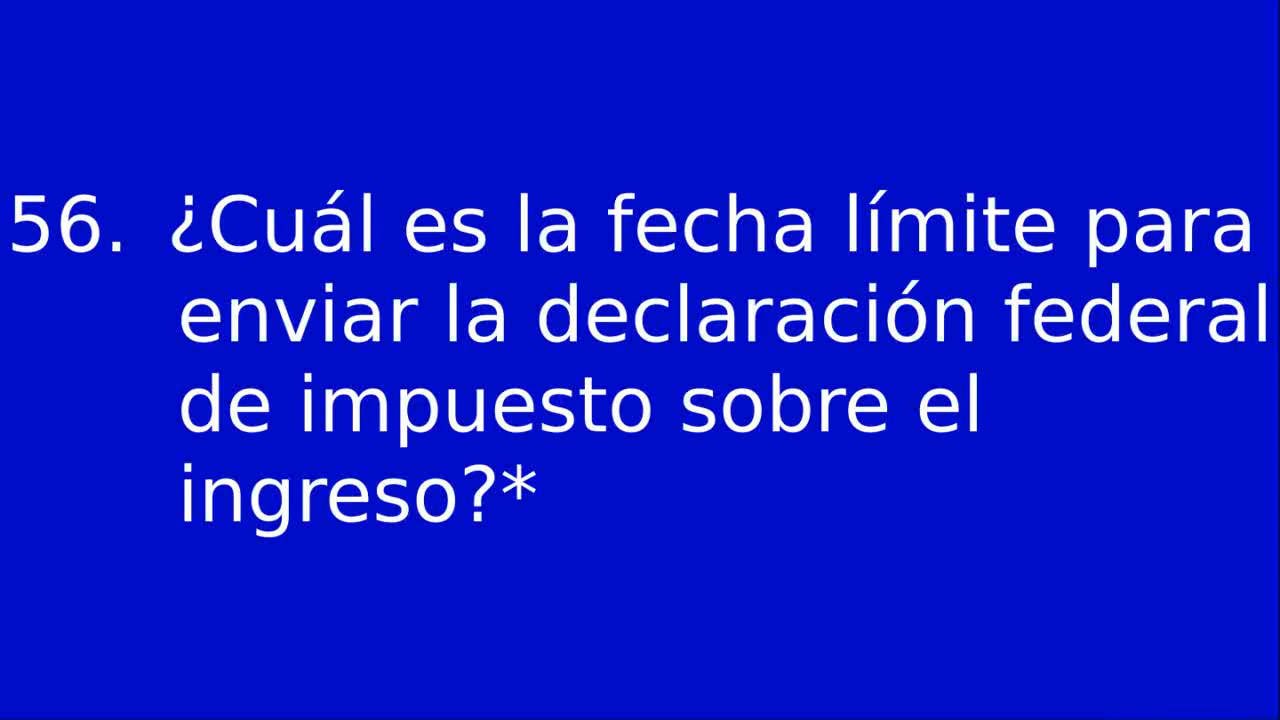 56. ¿Cuál es la fecha límite para
enviar la declaración federal
de impuesto sobre el
ingreso?*